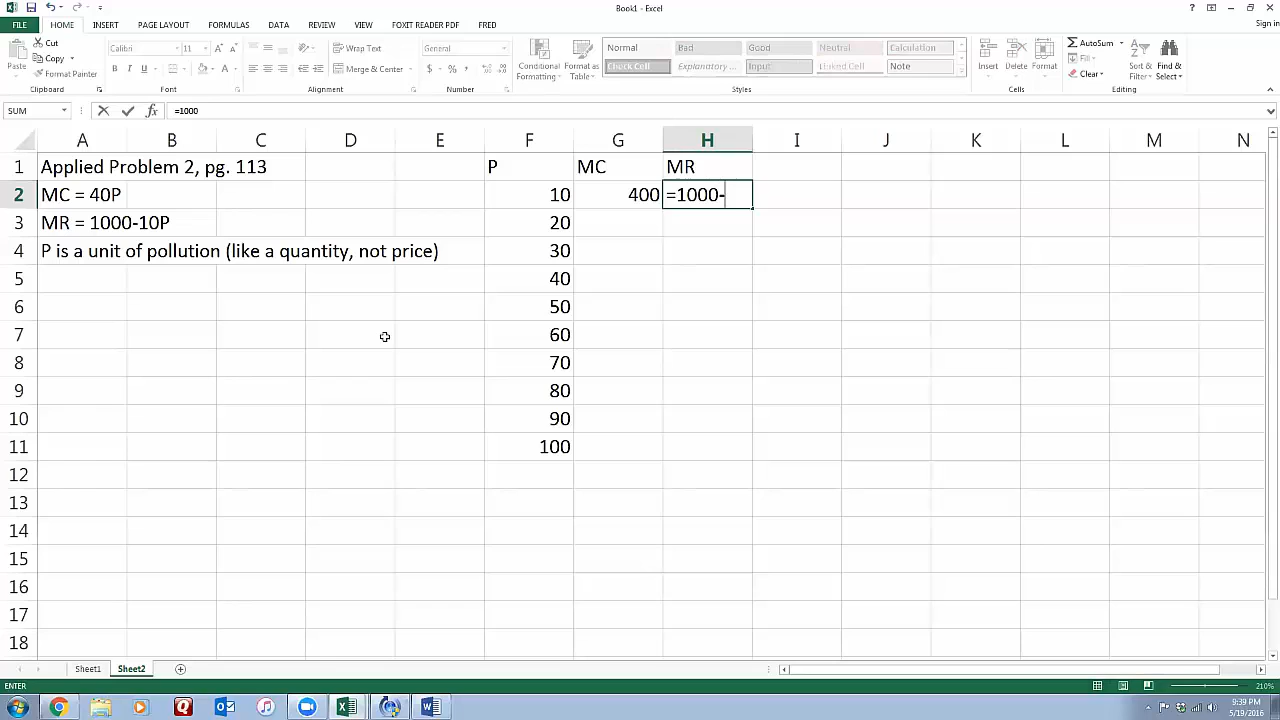 Book1 - Excel
Sign in
FILE HOME INSERT PAGE LAYOUT FORMULAS DATA REVIEW VIEW FOXIT READER PDF FRED
Paste Cut Copy Format Painter
Calibri 11
B I U A
Wrap Text
Merge & Center
General
$ % ,
Conditional Formatting Format as Table
Normal Bad Good Neutral Calculation
Check Cell Explanatory ... Input Linked Cell Note
Insert Delete Format
AutoSum Fill Clear
Sort & Filter Find & Select
Clipboard Font Alignment Number Styles Cells Editing
SUM fx =1000
A B C D E F G H I J K L M N
1 Applied Problem 2, pg. 113 P MC MR
2 MC = 40P 10 400 =1000-
3 MR = 1000-10P 20
4 P is a unit of pollution (like a quantity, not price) 30
5 40
6 50
7 60
8 70
9 80
10 90
11 100
12
13
14
15
16
17
18
Sheet1 Sheet2
ENTER 210%
9:39 PM
5/19/2016